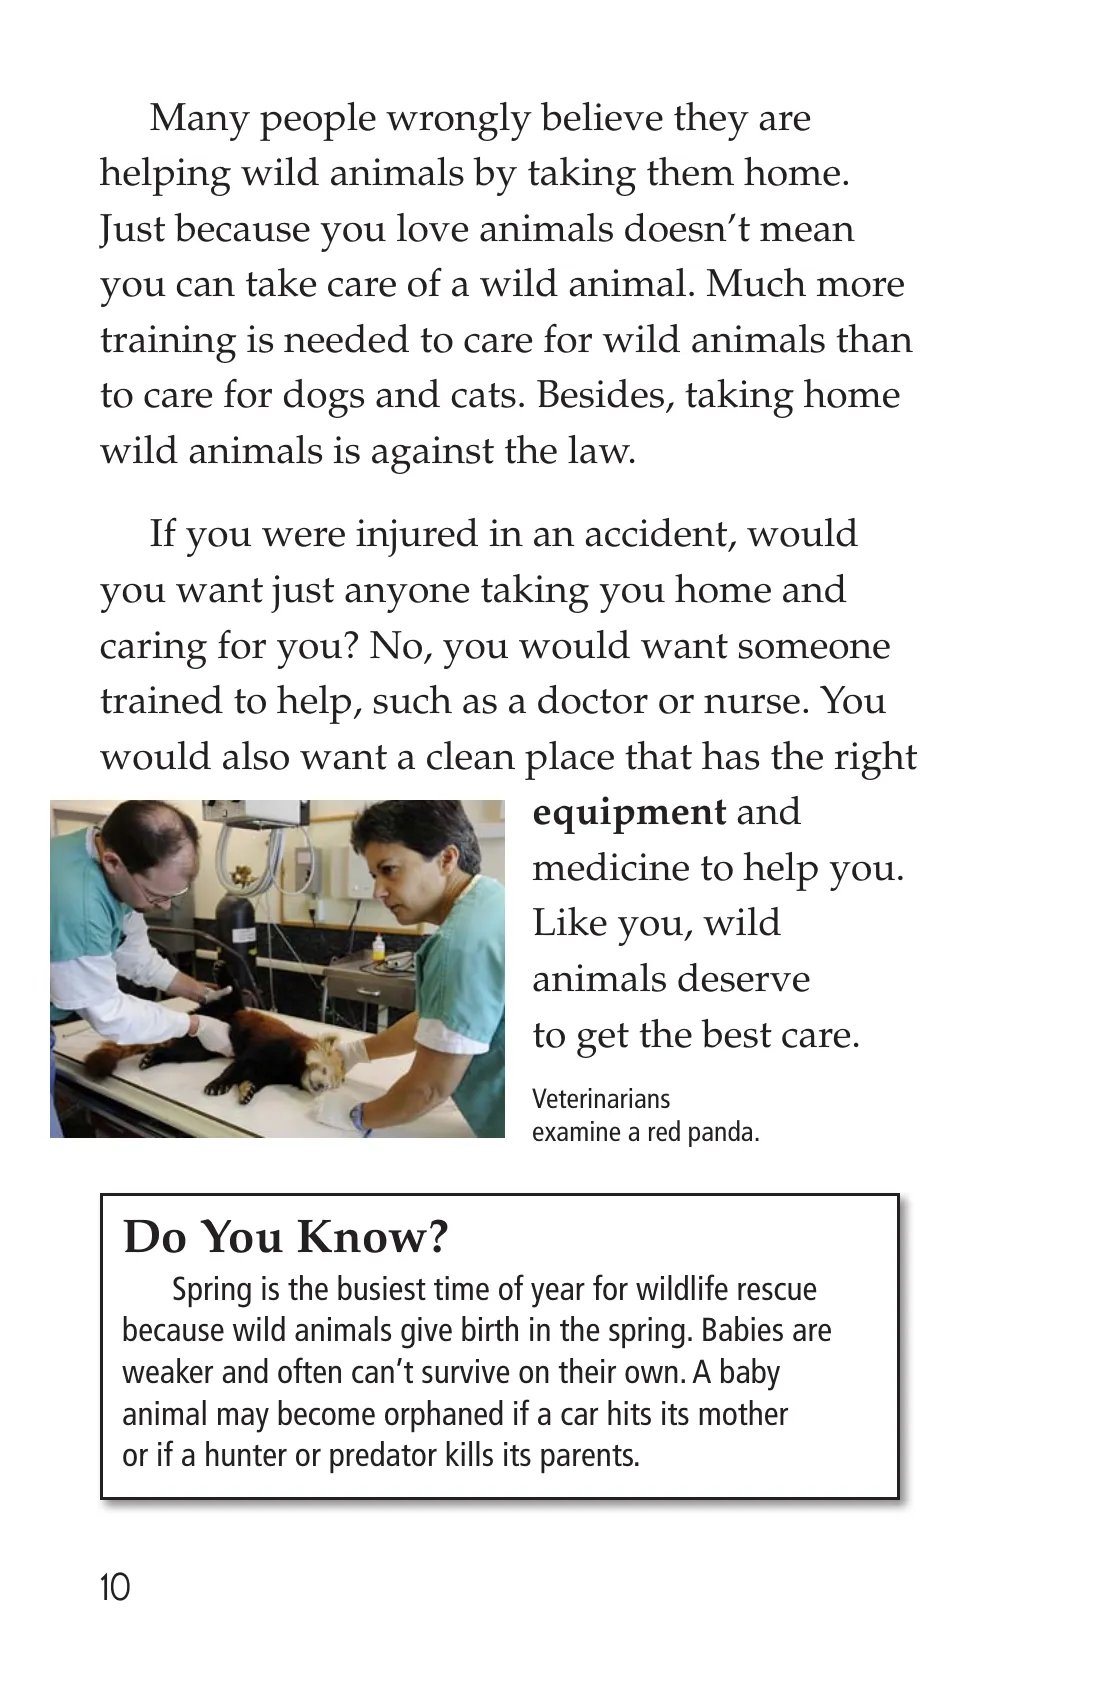 Many people wrongly believe they are
helping wild animals by taking them home.
Just because you love animals doesn’t mean
you can take care of a wild animal. Much more
training is needed to care for wild animals than
to care for dogs and cats. Besides, taking home
wild animals is against the law.
If you were injured in an accident, would
you want just anyone taking you home and
caring for you? No, you would want someone
trained to help, such as a doctor or nurse. You
would also want a clean place that has the right
equipment and
medicine to help you.
Like you, wild
animals deserve
to get the best care.
Veterinarians
examine a red panda.
Do You Know?
Spring is the busiest time of year for wildlife rescue
because wild animals give birth in the spring. Babies are
weaker and often can’t survive on their own. A baby
animal may become orphaned if a car hits its mother
or if a hunter or predator kills its parents.
10